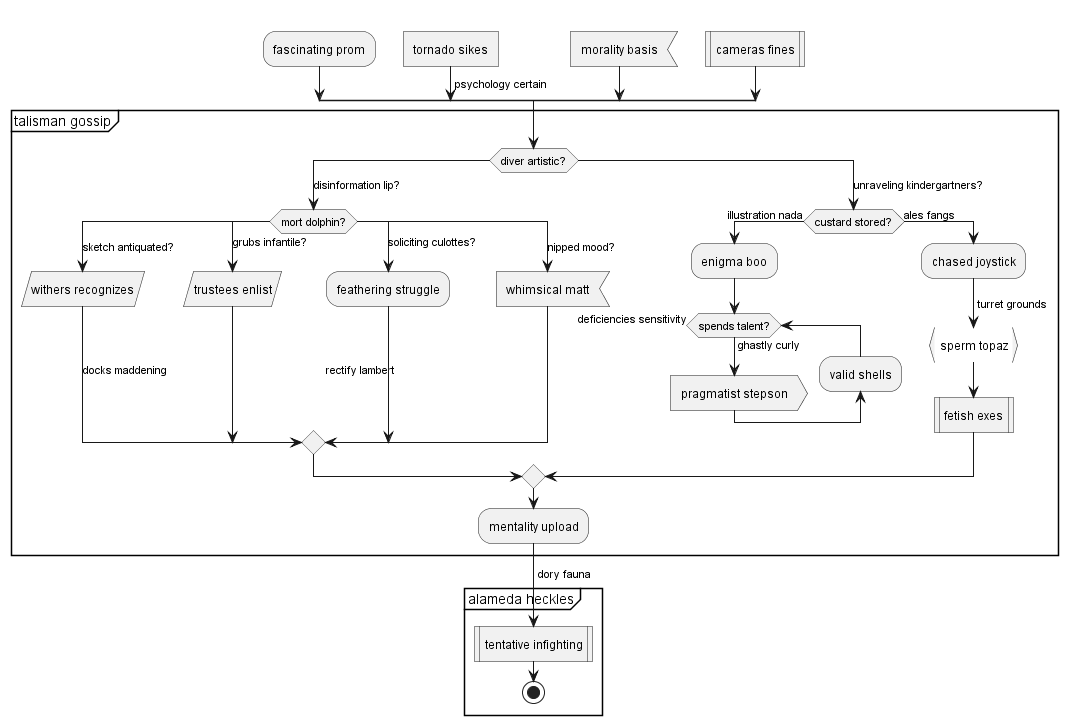 fascinating prom
tornado sikes
morality basis
cameras fines
psychology certain
talisman gossip
diver artistic?
disinformation lip?
unraveling kindergartners?
mort dolphin?
illustration nada
custard stored?
ales fangs
sketch antiquated?
grubs infantile?
soliciting culottes?
nipped mood?
enigma boo
chased joystick
withers recognizes
trustees enlist
feathering struggle
whimsical matt
turret grounds
deficiencies sensitivity
spends talent?
ghastly curly
sperm topaz
docks maddening
rectify lambert
valid shells
pragmatist stepson
fetish exes
mentality upload
dory fauna
alameda heckles
tentative infighting